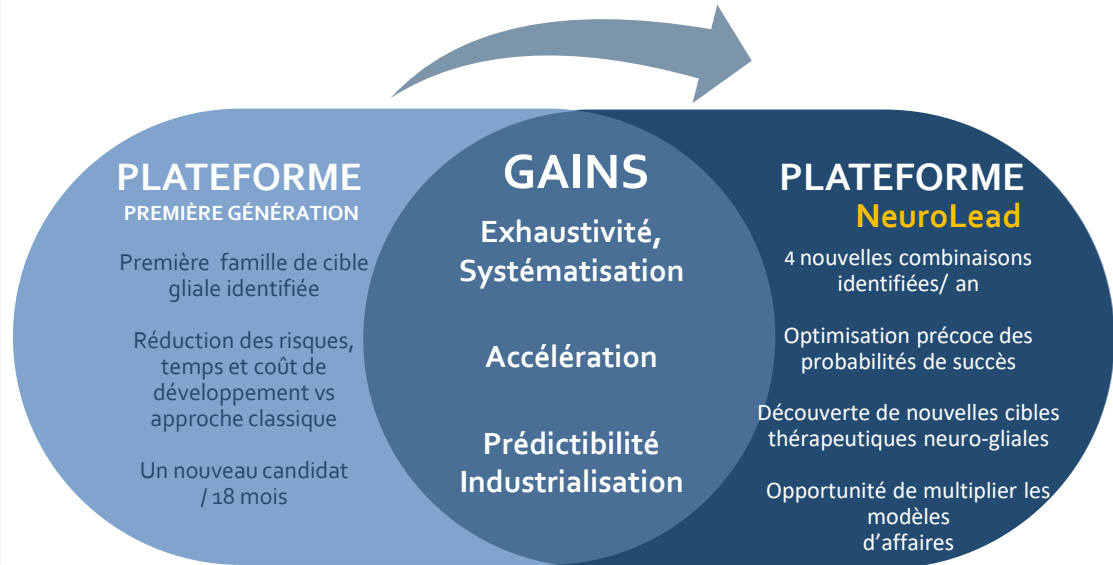 PLATEFORME
PREMIÈRE GÉNÉRATION
Première famille de cible
gliale identifiée
Réduction des risques,
temps et coût de
développement vs
approche classique
Un nouveau candidat
/ 18 mois
GAINS
Exhaustivité,
Systématisation
Accélération
Prédictibilité
Industrialisation
PLATEFORME
NeuroLead
4 nouvelles combinaisons
identifiées/ an
Optimisation précoce des
probabilités de succès
Découverte de nouvelles cibles
thérapeutiques neuro-gliales
Opportunité de multiplier les
modèles
d'affaires